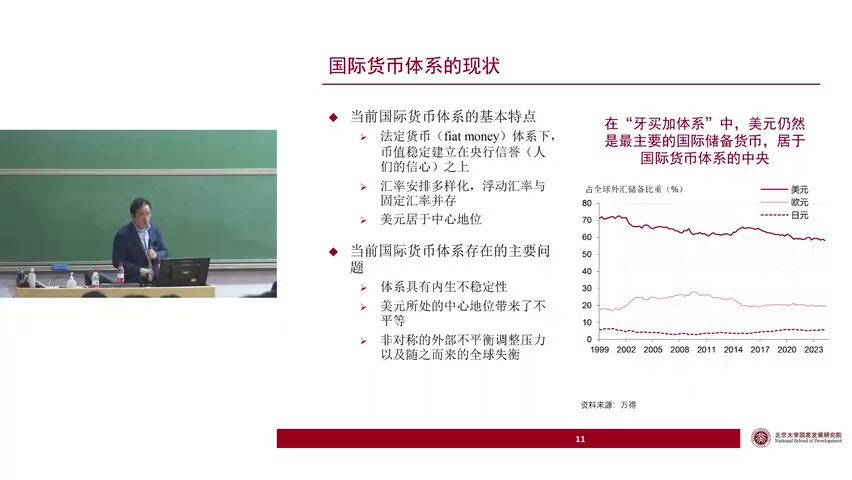 国际货币体系的现状
当前国际货币体系的基本特点
法定货币（fiat money）体系下，
币值稳定建立在央行信誉（人
们的信心）之上
汇率安排多样化，浮动汇率与
固定汇率并存
美元居于中心地位
当前国际货币体系存在的主要问
题
体系具有内生不稳定性
美元所处的中心地位带来了不
平等
非对称的外部不平衡调整压力
以及随之而来的全球失衡
在“牙买加体系”中，美元仍然
是最主要的国际储备货币，居于
国际货币体系的中央
占全球外汇储备比重（%）
美元
欧元
日元
80
70
60
50
40
30
20
10
0
1999 2002 2005 2008 2011 2014 2017 2020 2023
资料来源：万得
11
北京大学国家发展研究院
National School of Development